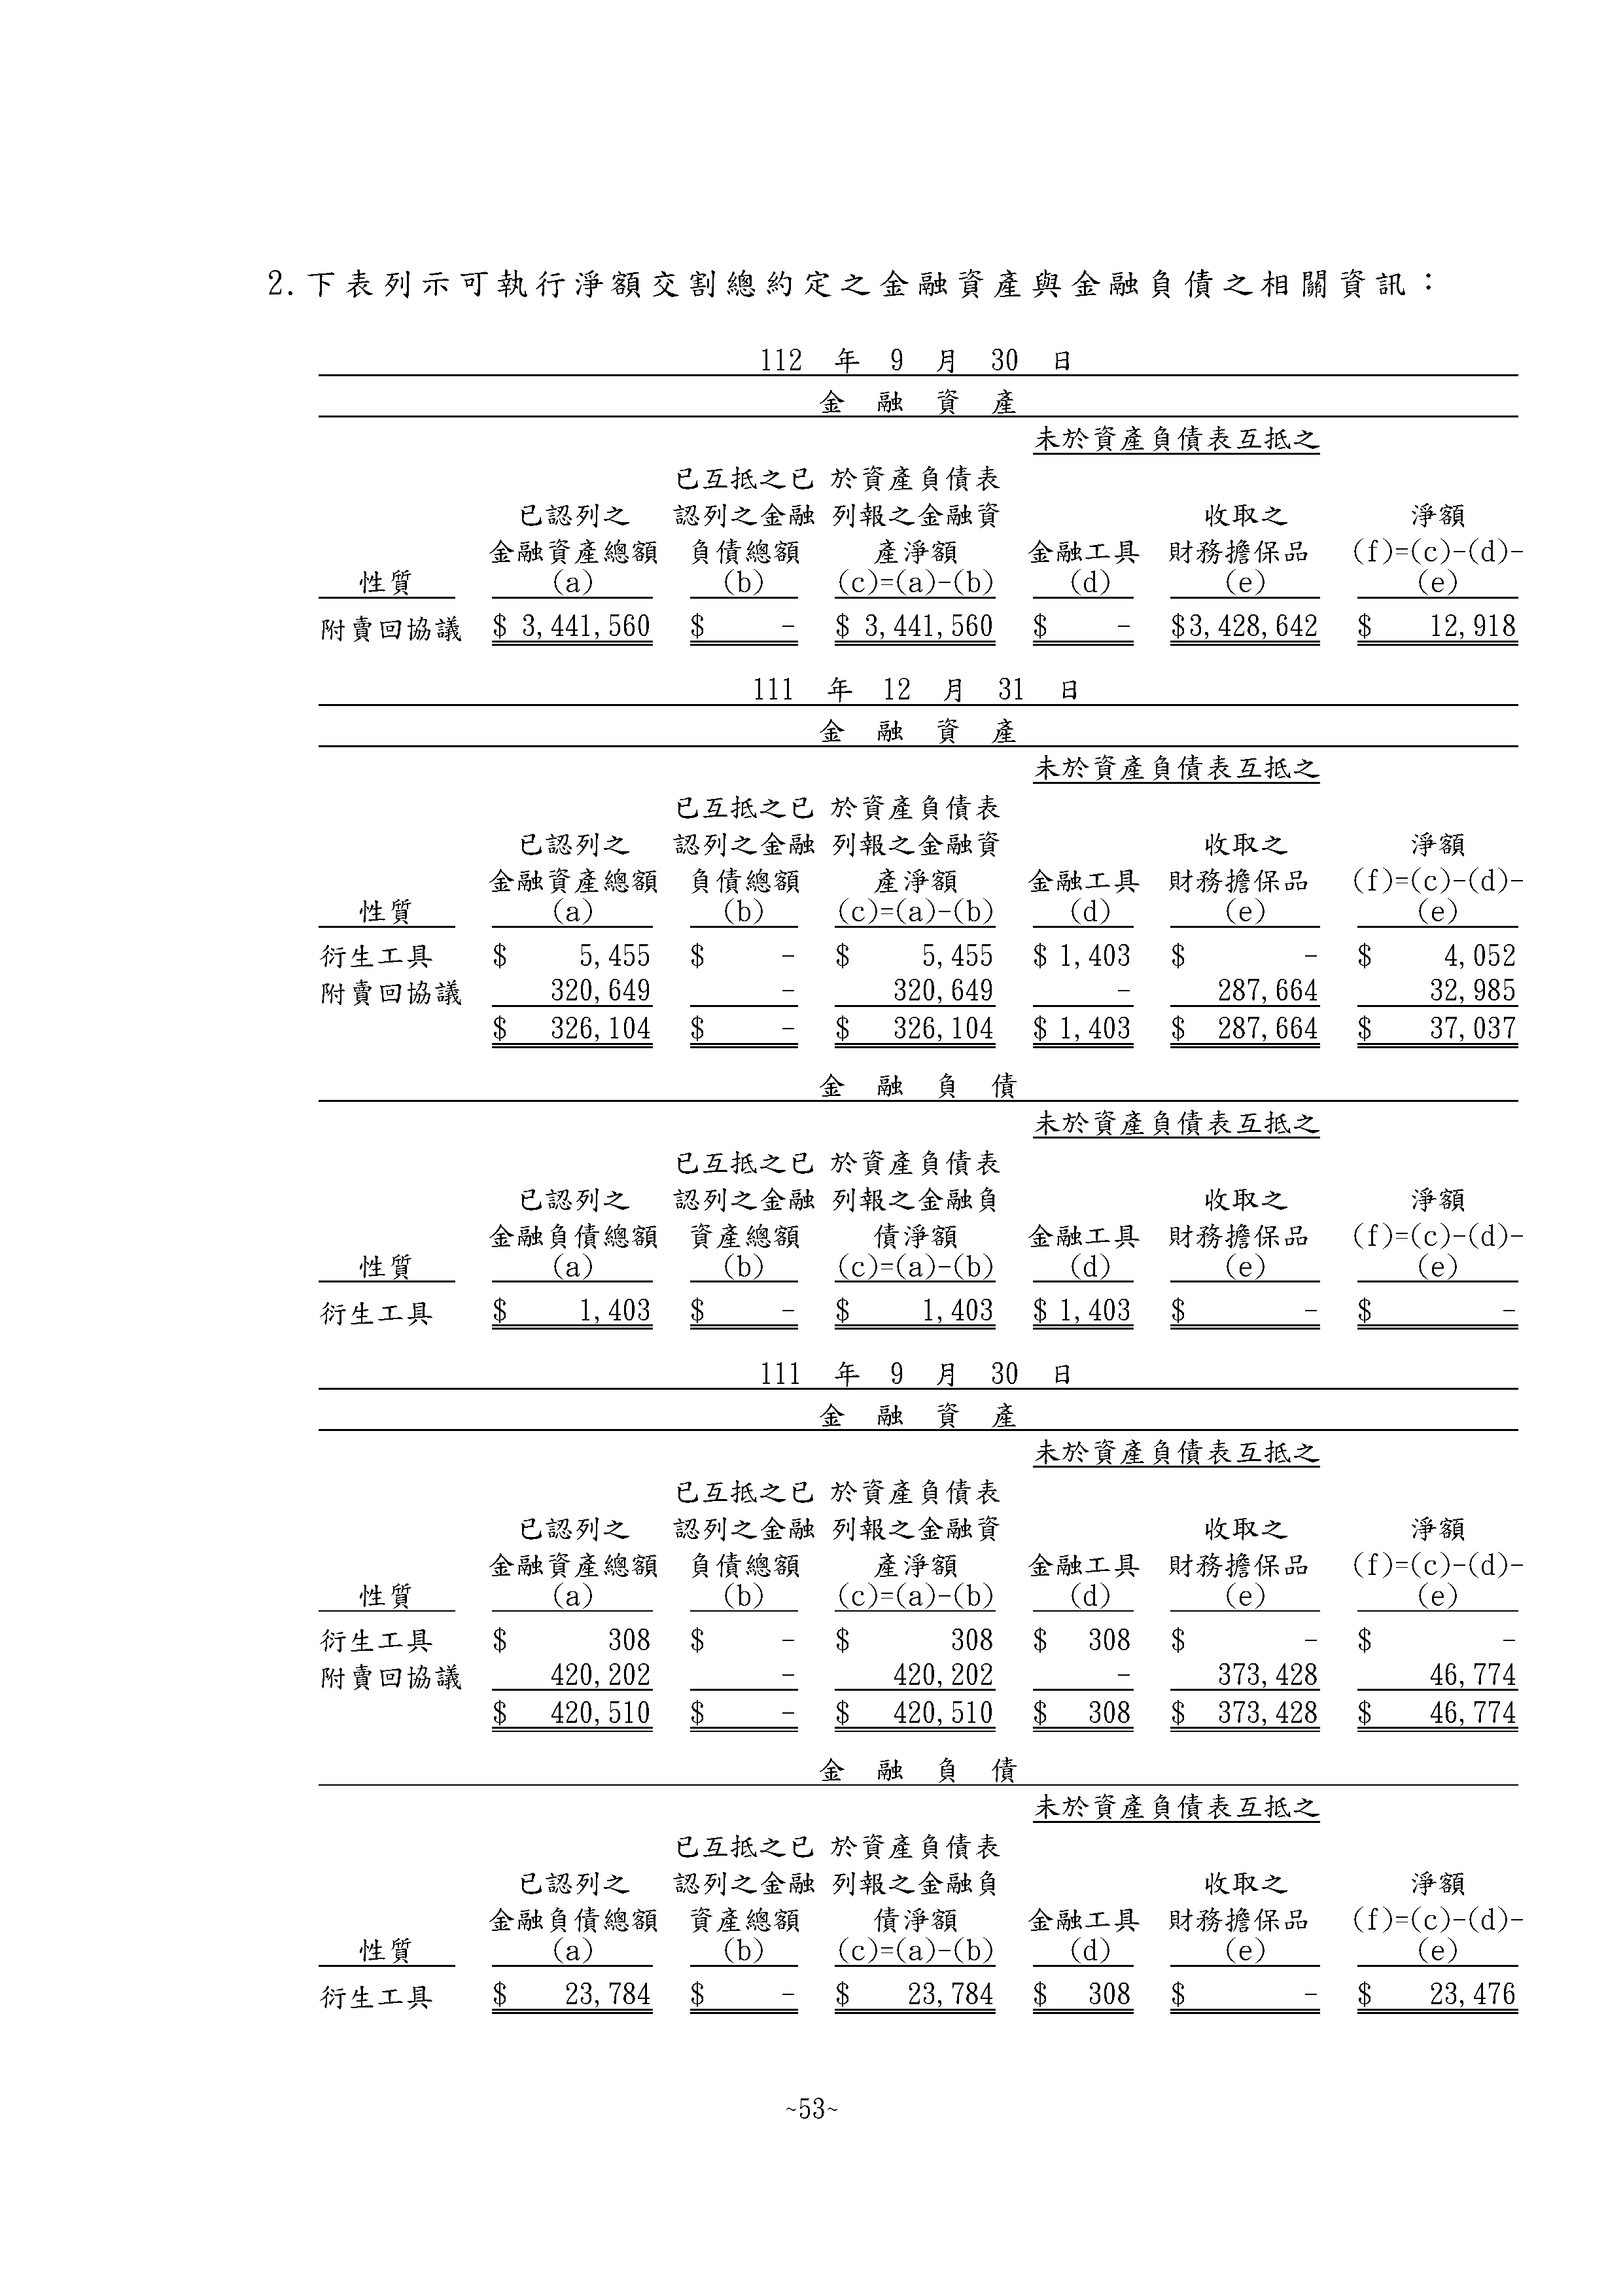 2.下表列示可執行淨額交割總約定之金融資產與金融負債之相關資訊：
112 年 9 月 30 日
金 融 資 產
未於資產負債表互抵之
已互抵之已 於資產負債表
已認列之 認列之金融 列報之金融資 收取之 淨額
金融資產總額 負債總額 產淨額 金融工具 財務擔保品 (f)=(c)-(d)-
性質 (a) (b) (c)=(a)-(b) (d) (e) (e)
附賣回協議 $ 3,441,560 $ - $ 3,441,560 $ - $3,428,642 $ 12,918
111 年 12 月 31 日
金 融 資 產
未於資產負債表互抵之
已互抵之已 於資產負債表
已認列之 認列之金融 列報之金融資 收取之 淨額
金融資產總額 負債總額 產淨額 金融工具 財務擔保品 (f)=(c)-(d)-
性質 (a) (b) (c)=(a)-(b) (d) (e) (e)
衍生工具 $ 5,455 $ - $ 5,455 $ 1,403 $ - $ 4,052
附賣回協議 320,649 - 320,649 - 287,664 32,985
$ 326,104 $ - $ 326,104 $ 1,403 $ 287,664 $ 37,037
金 融 負 債
未於資產負債表互抵之
已互抵之已 於資產負債表
已認列之 認列之金融 列報之金融負 收取之 淨額
金融負債總額 資產總額 債淨額 金融工具 財務擔保品 (f)=(c)-(d)-
性質 (a) (b) (c)=(a)-(b) (d) (e) (e)
衍生工具 $ 1,403 $ - $ 1,403 $ 1,403 $ - $ -
111 年 9 月 30 日
金 融 資 產
未於資產負債表互抵之
已互抵之已 於資產負債表
已認列之 認列之金融 列報之金融資 收取之 淨額
金融資產總額 負債總額 產淨額 金融工具 財務擔保品 (f)=(c)-(d)-
性質 (a) (b) (c)=(a)-(b) (d) (e) (e)
衍生工具 $ 308 $ - $ 308 $ 308 $ - $ -
附賣回協議 420,202 - 420,202 - 373,428 46,774
$ 420,510 $ - $ 420,510 $ 308 $ 373,428 $ 46,774
金 融 負 債
未於資產負債表互抵之
已互抵之已 於資產負債表
已認列之 認列之金融 列報之金融負 收取之 淨額
金融負債總額 資產總額 債淨額 金融工具 財務擔保品 (f)=(c)-(d)-
性質 (a) (b) (c)=(a)-(b) (d) (e) (e)
衍生工具 $ 23,784 $ - $ 23,784 $ 308 $ - $ 23,476
~53~